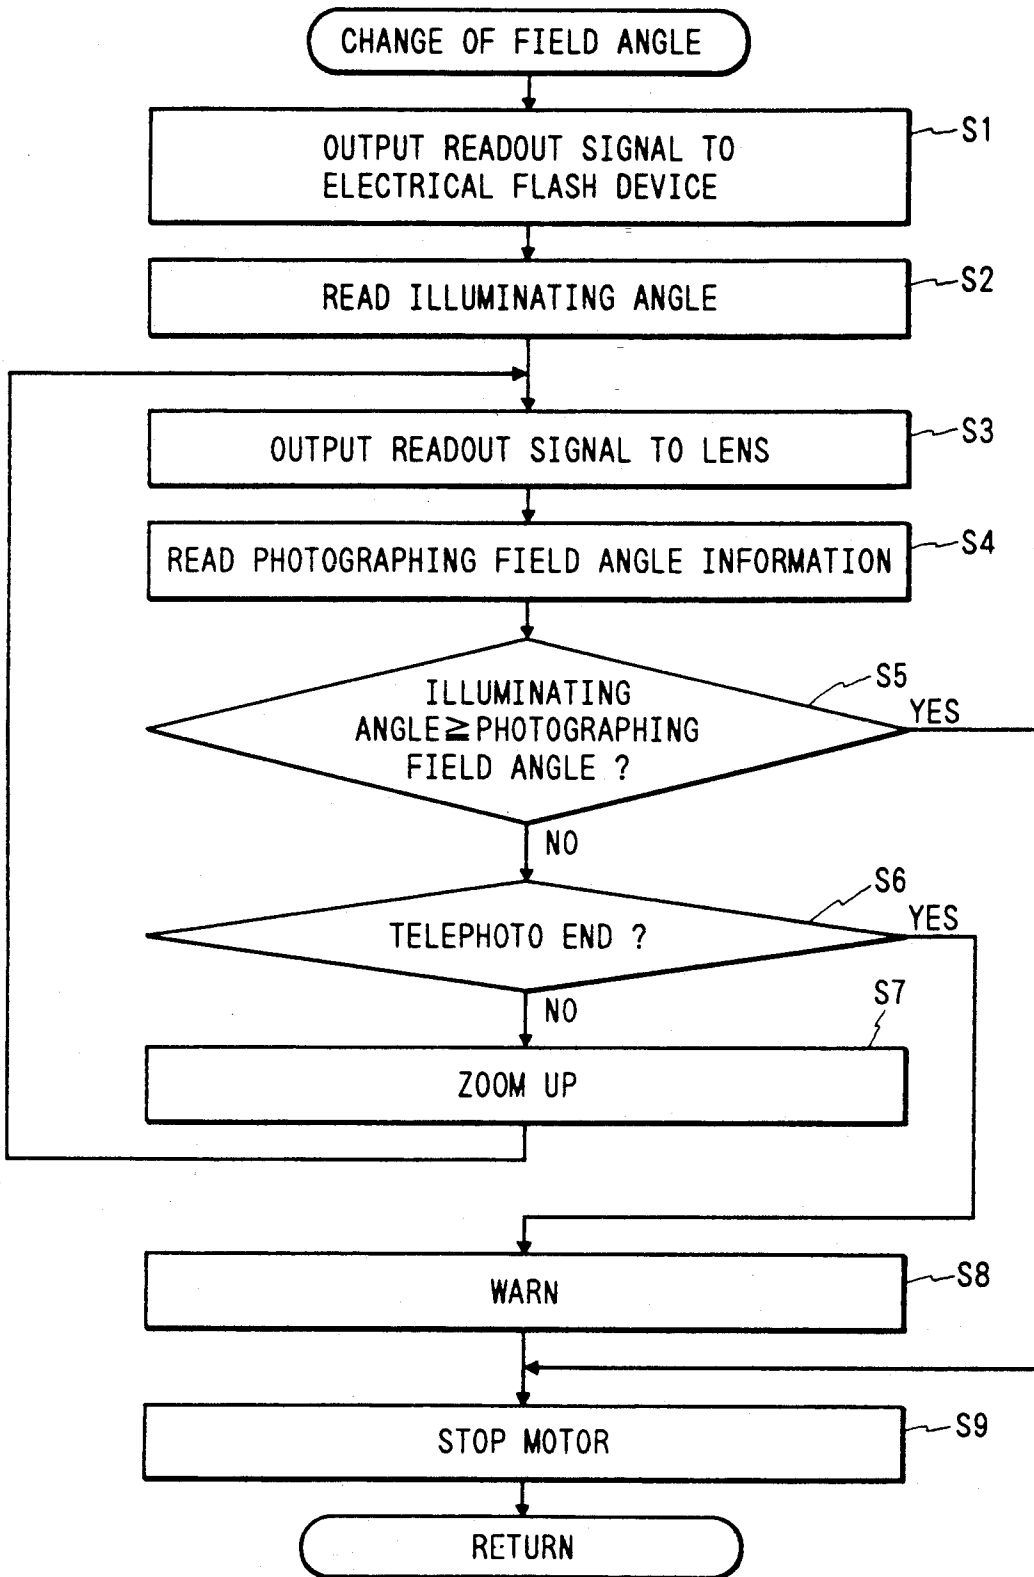 CHANGE OF FIELD ANGLE
S1
OUTPUT READOUT SIGNAL TO
ELECTRICAL FLASH DEVICE
S2
READ ILLUMINATING ANGLE
S3
OUTPUT READOUT SIGNAL TO LENS
S4
READ PHOTOGRAPHING FIELD ANGLE INFORMATION
S5
ILLUMINATING
YES
ANGLE≧PHOTOGRAPHING
FIELD ANGLE ?
NO
S6
YES
TELEPHOTO END ?
S7
NO
ZOOM UP
S8
WARN
S9
STOP MOTOR
RETURN